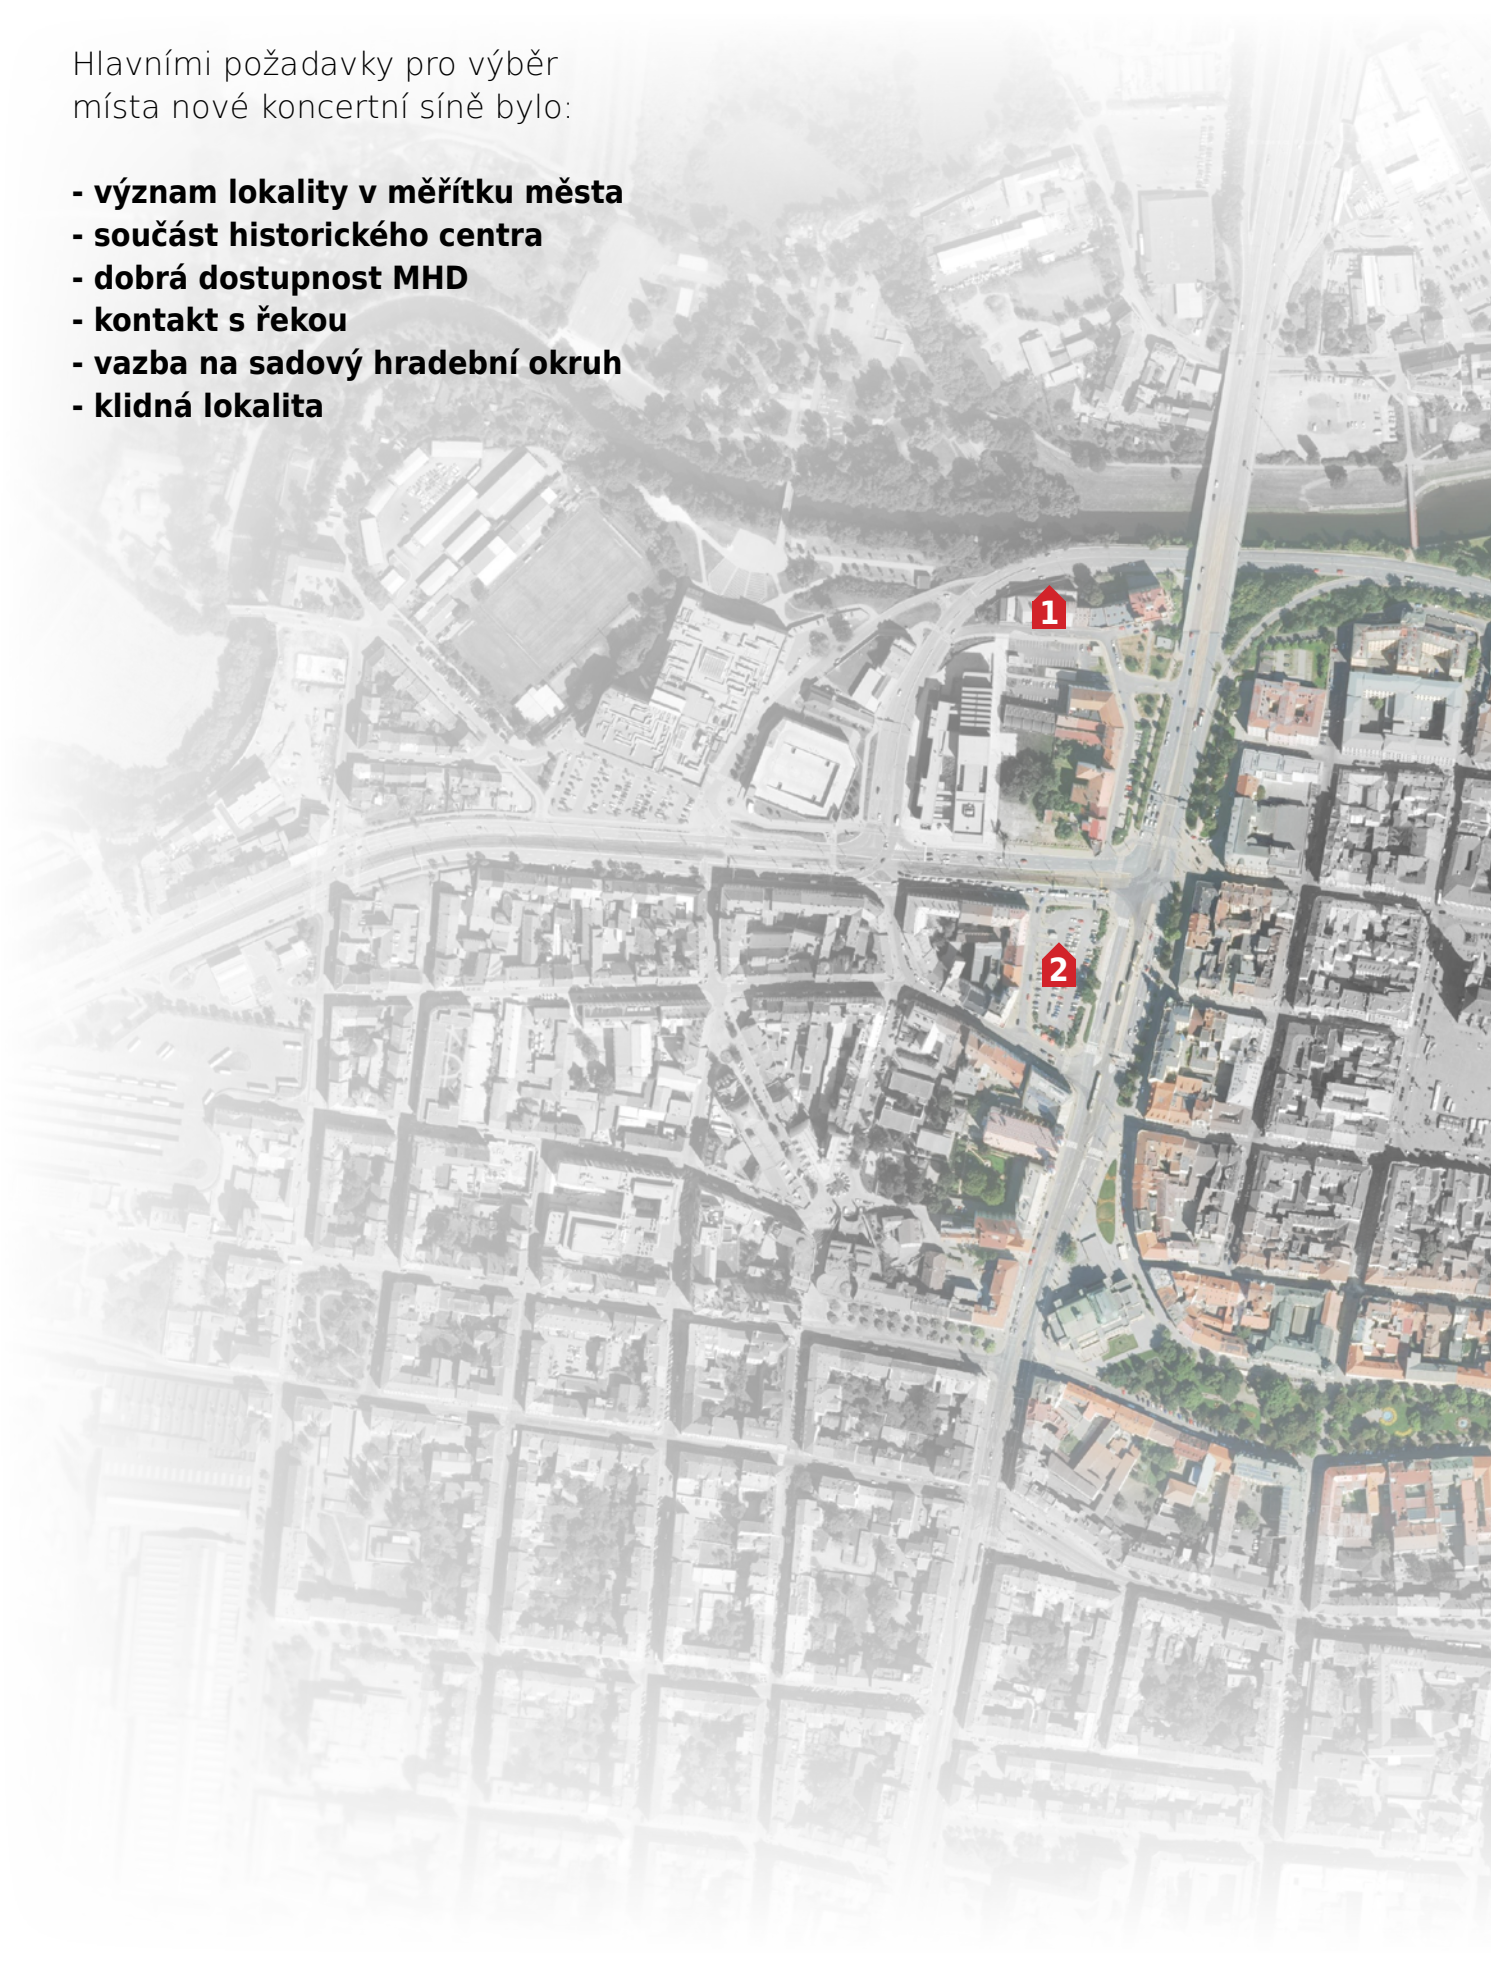 Hlavními požadavky pro výběr
místa nové koncertní síně bylo:
- význam lokality v měřítku města
- součást historického centra
- dobrá dostupnost MHD
- kontakt s řekou
- vazba na sadový hradební okruh
- klidná lokalita
1
2